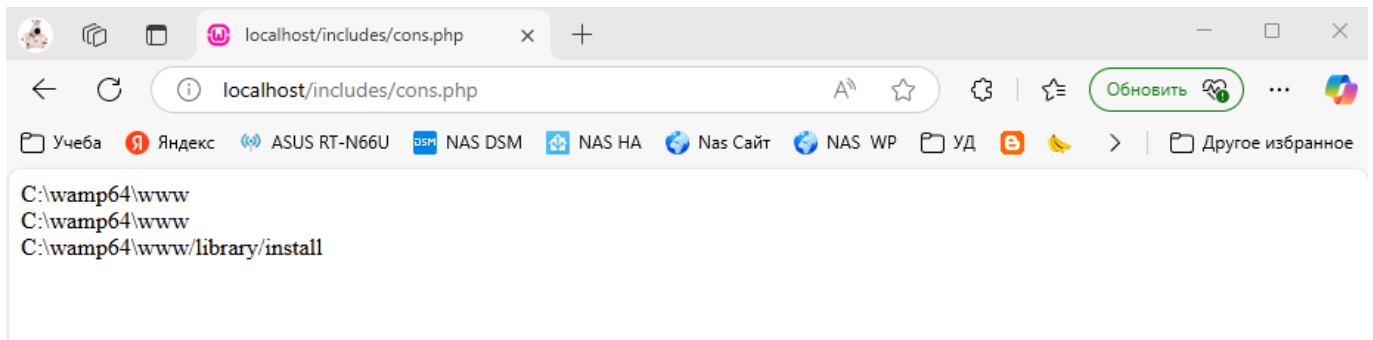 localhost/includes/cons.php
localhost/includes/cons.php Обновить
Учеба Яндекс ASUS RT-N66U DSM NAS DSM NAS HA Nas Сайт NAS WP УД Другое избранное
C:\wamp64\www
C:\wamp64\www
C:\wamp64\www/library/install